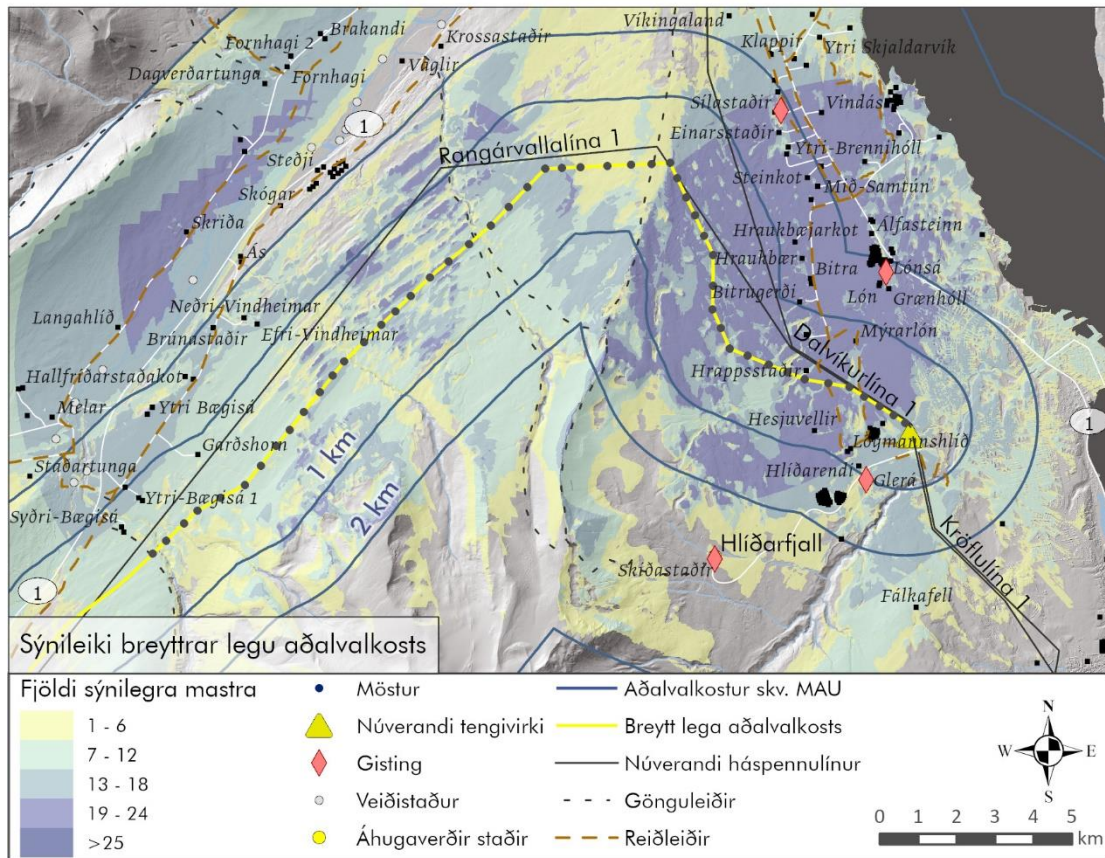 Víkingaland
Brakandi
Krossastaðir
Klappir
Ytri Skjaldarvík
Fornhagi 2
Vaglir
Dagverðartunga
Fornhagi
Sílastaðir
Vindás
1
Einarsstaðir
Rangárvallalína 1
Ytri-Brennihóll
Steðji
Steinkot
Mið-Samtún
Skógar
Skriða
Hraukbæjarkot
Álfasteinn
Ás
Hraukbær
Bitra
Lónsá
Neðri-Vindheimar
Bitrugerði
Lón
Grænhóll
Langahlíð
Efri-Vindheimar
Brúnastaðir
Dalvíkurlína 1
Mýrarlón
Hallfríðarstaðakot
Hrappsstaðir
Melar
Ytri Bægisá
Hesjuvellir
1
Garðshorn
1 km
Lögmannshlíð
Staðartunga
Hlíðarendi
Glerá
Ytri-Bægisá 1
2 km
Syðri-Bægisá
Hlíðarfjall
Kröflulína 1
Skíðastaðir
1
Fálkafell
Sýnileiki breyttrar legu aðalvalkosts
Fjöldi sýnilegra mastra
1 - 6
7 - 12
13 - 18
19 - 24
>25
Möstur
Núverandi tengivirki
Gisting
Veiðistaður
Áhugaverðir staðir
Aðalvalkostur skv. MAU
Breytt lega aðalvalkosts
Núverandi háspennulínur
Gönguleiðir
Reiðleiðir
N
W E
S
0 1 2 3 4 5
km